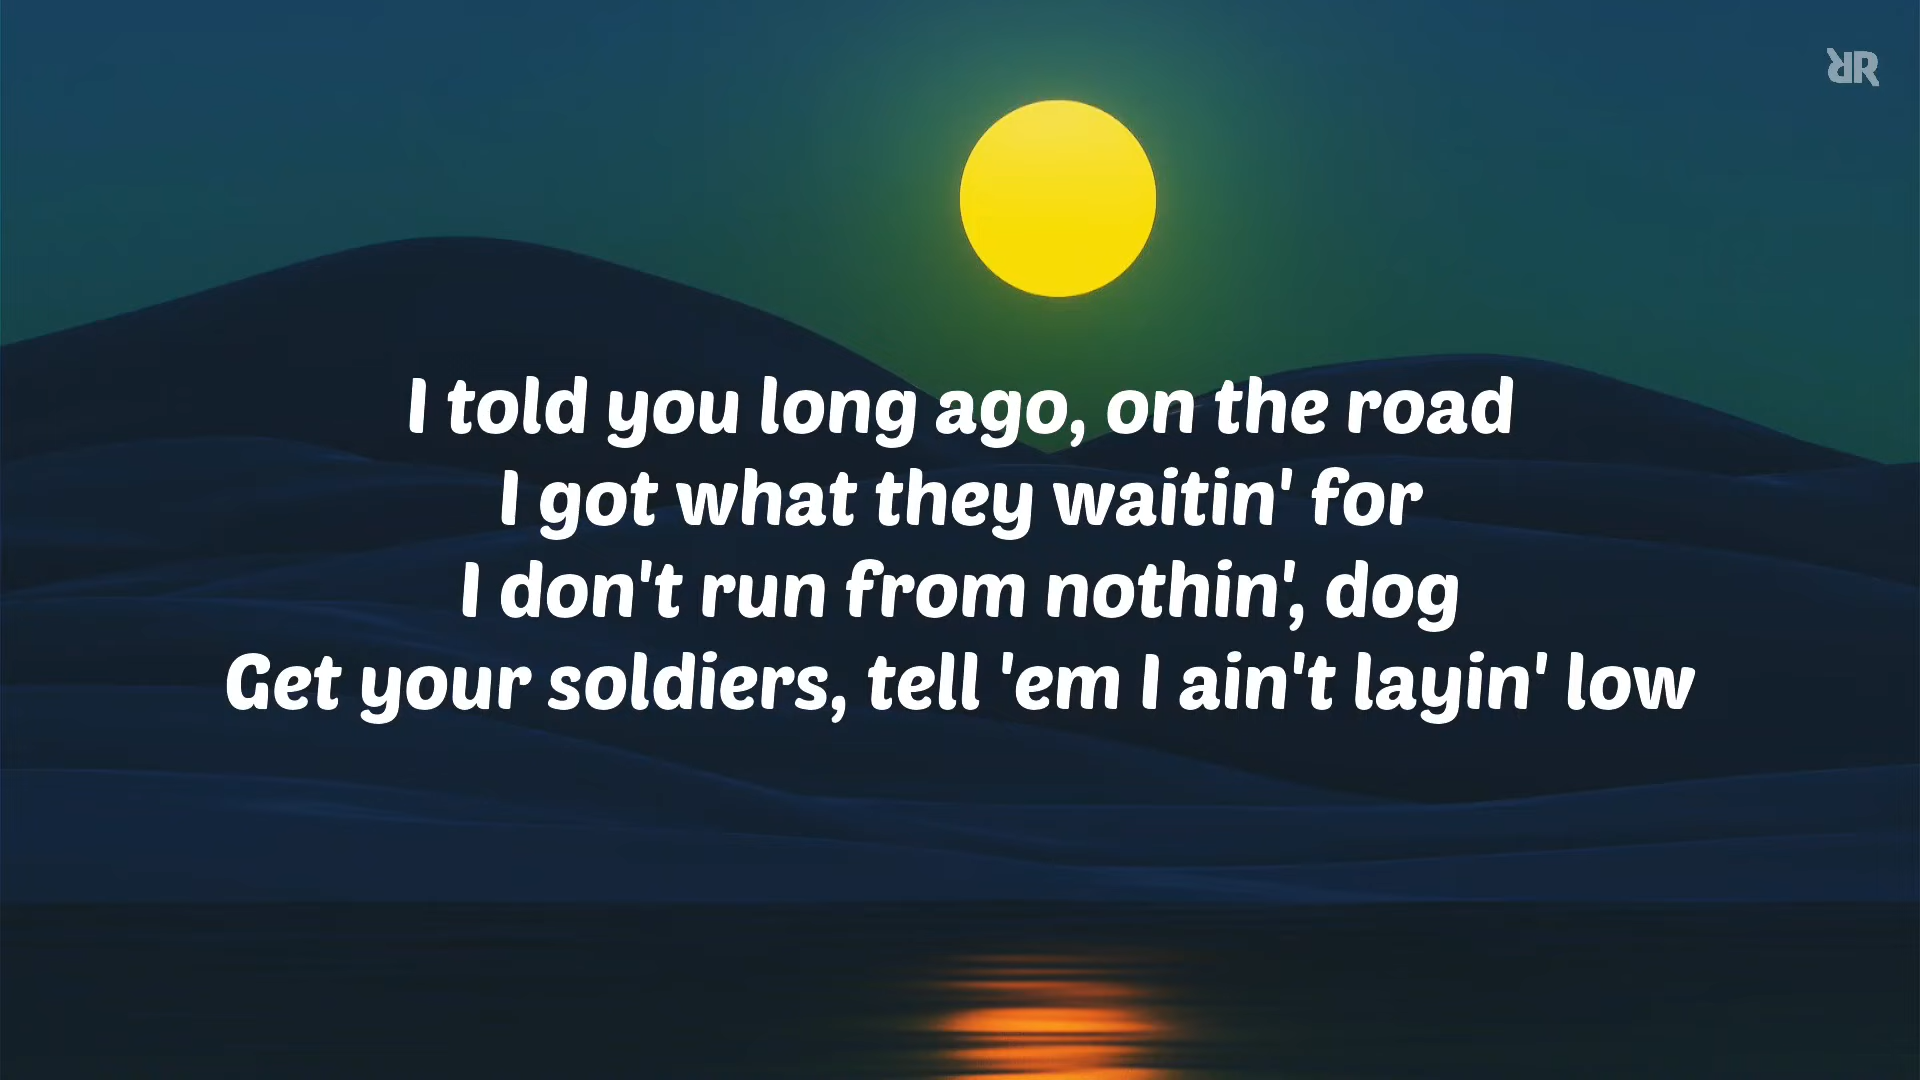 RR
I told you long ago, on the road
I got what they waitin' for
I don't run from nothin', dog
Get your soldiers, tell 'em I ain't layin' low